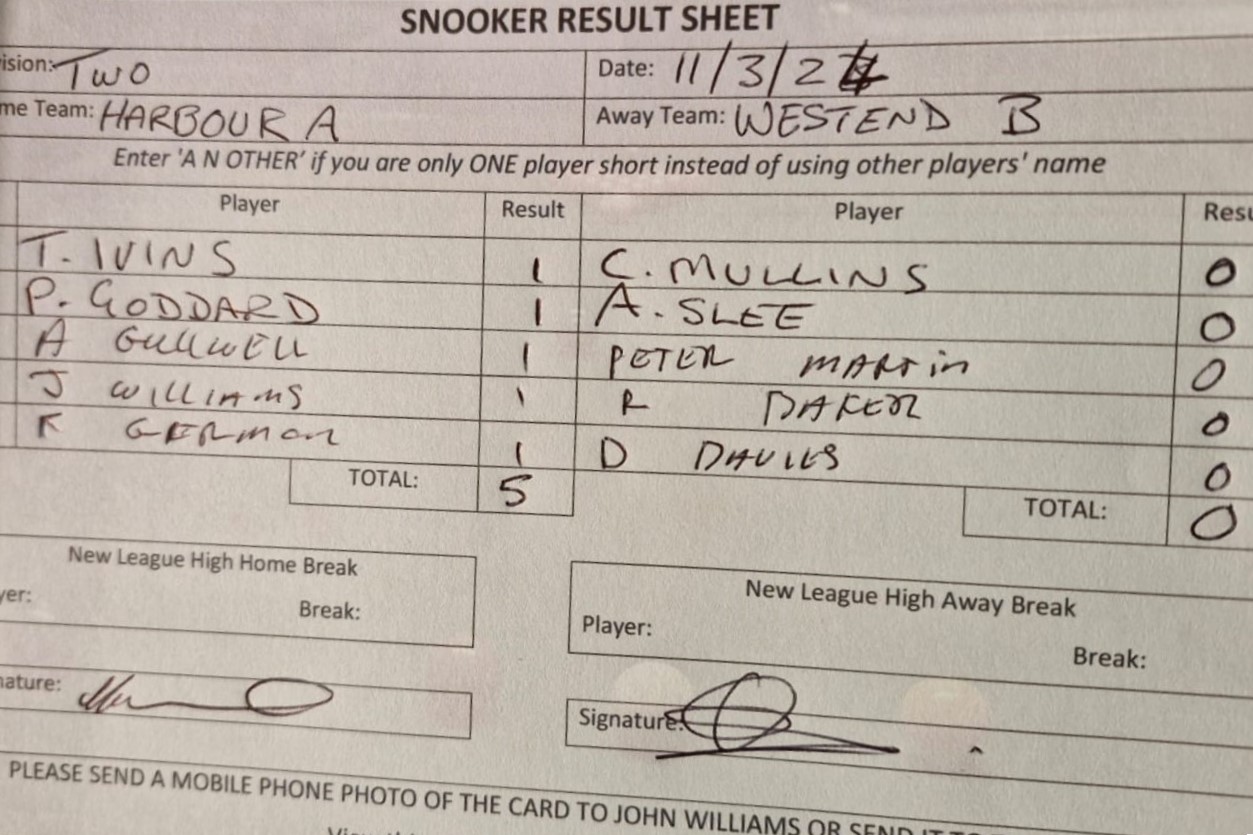 SNOOKER RESULT SHEET
ision: Two Date: 11/3/24
me Team: HARBOUR A Away Team: WESTEND B
Enter 'A N OTHER' if you are only ONE player short instead of using other players' name
Player Result Player Resu
T. IVINS 1 C. MULLINS 0
P. GODDARD 1 A. SLEE 0
A GULLWELL 1 PETER MARTin 0
J WILLIAMS 1 R BAKER 0
K GERMAN 1 D DAVIES 0
TOTAL: 5 TOTAL: 0
New League High Home Break New League High Away Break
yer: Break: Player: Break:
nature: Signature:
PLEASE SEND A MOBILE PHONE PHOTO OF THE CARD TO JOHN WILLIAMS OR SEND IT TO